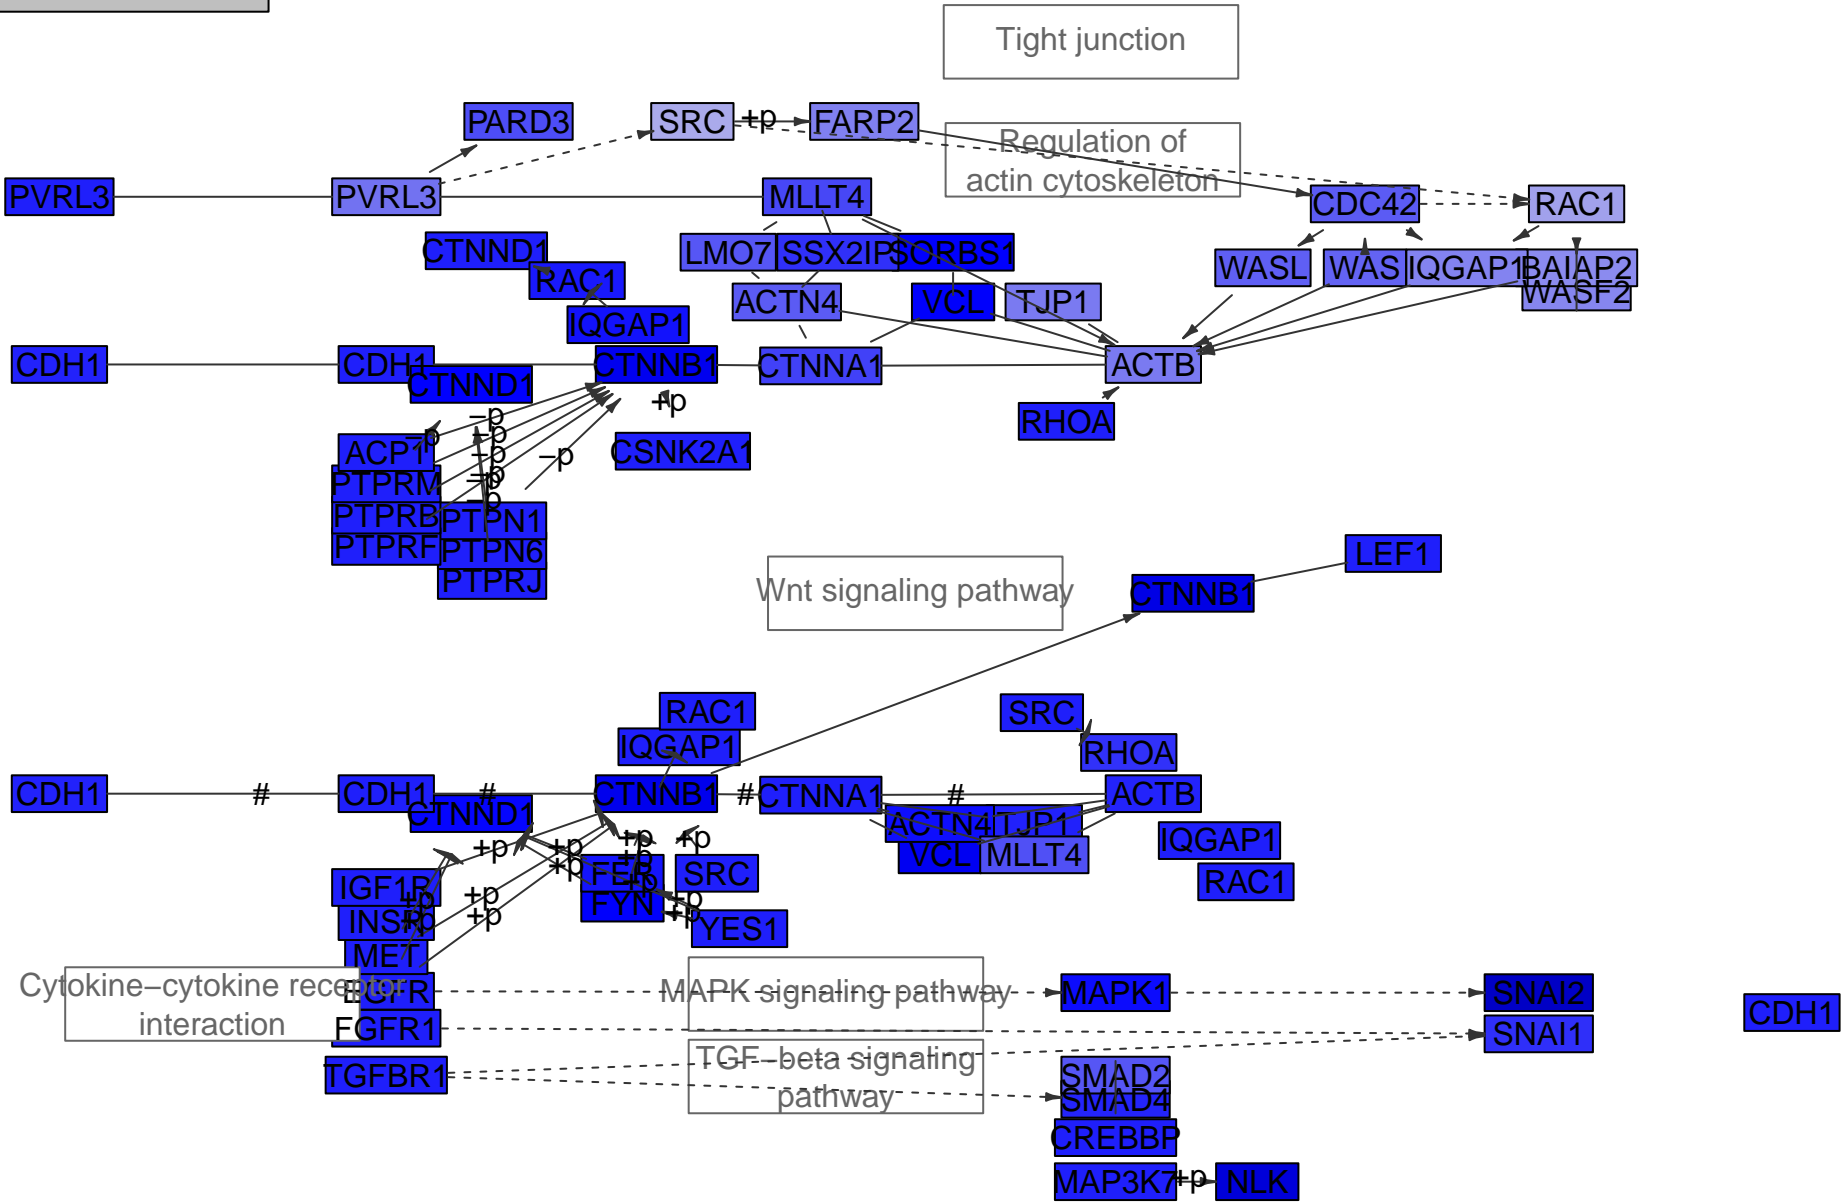 Tight junction
PARD3
SRC
+p
FARP2
Regulation of
actin cytoskeleton
PVRL3
PVRL3
MLLT4
CDC42
RAC1
CTNND1
LMO7
SSX2IP
SORBS1
WASL
WAS
IQGAP1
BAIAP2
RAC1
ACTN4
VCL
TJP1
WASF2
IQGAP1
CDH1
CDH1
CTNNB1
CTNNA1
ACTB
CTNND1
+p
RHOA
−p
−p
−p
−p
−p
−p
−p
−p
ACP1
CSNK2A1
PTPRM
PTPRB
PTPN1
PTPRF
PTPN6
PTPRJ
LEF1
Wnt signaling pathway
CTNNB1
RAC1
SRC
IQGAP1
RHOA
CDH1
#
CDH1
#
CTNNB1
#
CTNNA1
#
ACTB
CTNND1
ACTN4
TJP1
+p
+p
+p
+p
IQGAP1
VCL
MLLT4
+p
+p
FER
SRC
RAC1
IGF1R
+p
+p
+p
FYN
+p
INSR
+p
+p
+p
YES1
MET
Cytokine−cytokine receptor
interaction
EGFR
MAPK signaling pathway
MAPK1
SNAI2
CDH1
FGFR1
SNAI1
TGF−beta signaling
pathway
TGFBR1
SMAD2
SMAD4
CREBBP
MAP3K7
+p
NLK